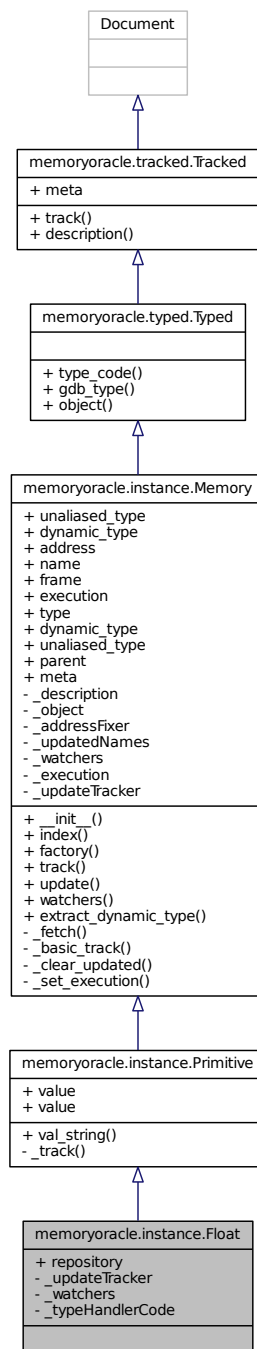 Document
memoryoracle.tracked.Tracked
+ meta
+ track()
+ description()
memoryoracle.typed.Typed
+ type_code()
+ gdb_type()
+ object()
memoryoracle.instance.Memory
+ unaliased_type
+ dynamic_type
+ address
+ name
+ frame
+ execution
+ type
+ dynamic_type
+ unaliased_type
+ parent
+ meta
- _description
- _object
- _addressFixer
- _updatedNames
- _watchers
- _execution
- _updateTracker
+ __init__()
+ index()
+ factory()
+ track()
+ update()
+ watchers()
+ extract_dynamic_type()
- _fetch()
- _basic_track()
- _clear_updated()
- _set_execution()
memoryoracle.instance.Primitive
+ value
+ value
+ val_string()
- _track()
memoryoracle.instance.Float
+ repository
- _updateTracker
- _watchers
- _typeHandlerCode